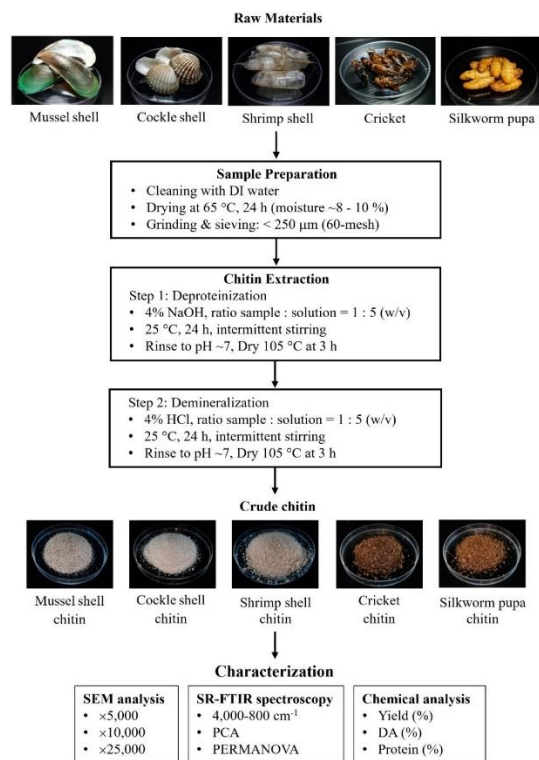 Raw Materials
Mussel shell
Cockle shell
Shrimp shell
Cricket
Silkworm pupa
Sample Preparation
• Cleaning with DI water
• Drying at 65 °C, 24 h (moisture ~8 - 10 %)
• Grinding & sieving: < 250 μm (60-mesh)
Chitin Extraction
Step 1: Deproteinization
• 4% NaOH, ratio sample : solution = 1 : 5 (w/v)
• 25 °C, 24 h, intermittent stirring
• Rinse to pH ~7, Dry 105 °C at 3 h
Step 2: Demineralization
• 4% HCl, ratio sample : solution = 1 : 5 (w/v)
• 25 °C, 24 h, intermittent stirring
• Rinse to pH ~7, Dry 105 °C at 3 h
Crude chitin
Mussel shell
chitin
Cockle shell
chitin
Shrimp shell
chitin
Cricket
chitin
Silkworm pupa
chitin
Characterization
SEM analysis
• ×5,000
• ×10,000
• ×25,000
SR-FTIR spectroscopy
• 4,000-800 cm⁻¹
• PCA
• PERMANOVA
Chemical analysis
• Yield (%)
• DA (%)
• Protein (%)